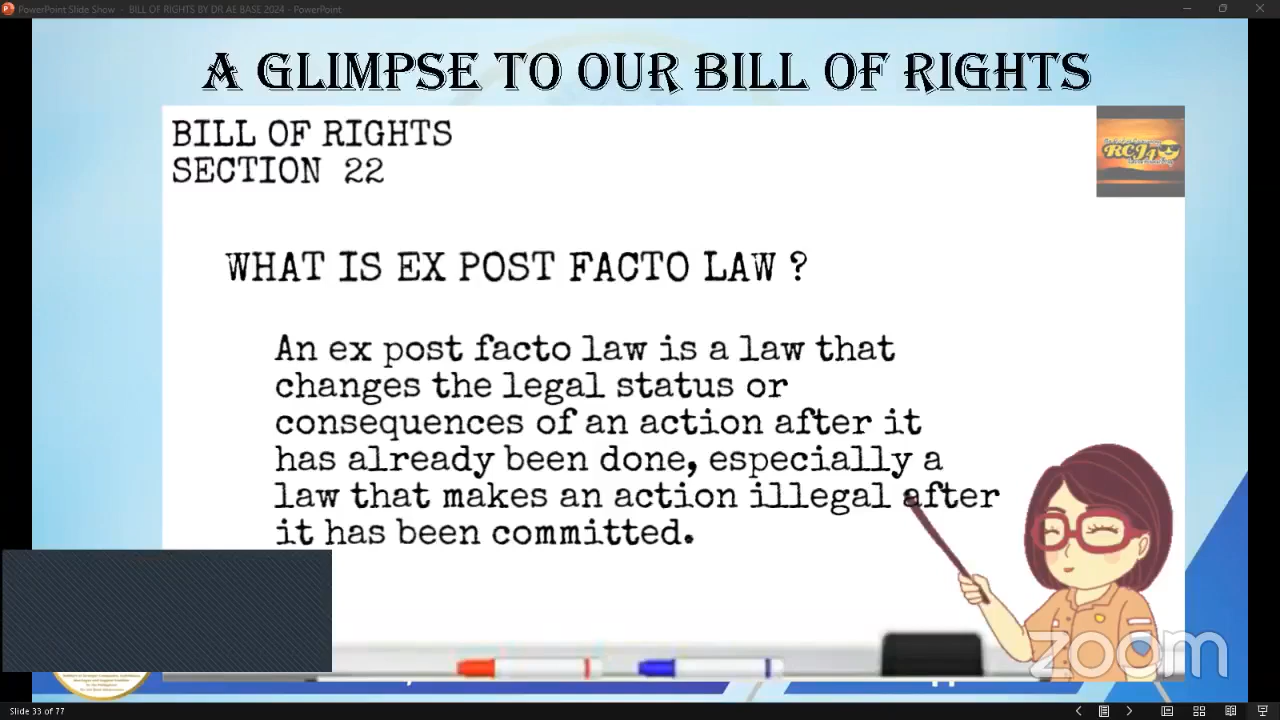 PowerPoint Slide Show - BILL OF RIGHTS BY DR AE BASE 2024 - PowerPoint
A GLIMPSE TO OUR BILL OF RIGHTS
BILL OF RIGHTS
SECTION 22
RCJ4
WHAT IS EX POST FACTO LAW ?
An ex post facto law is a law that
changes the legal status or
consequences of an action after it
has already been done, especially a
law that makes an action illegal after
it has been committed.
zoom
Slide 33 of 77